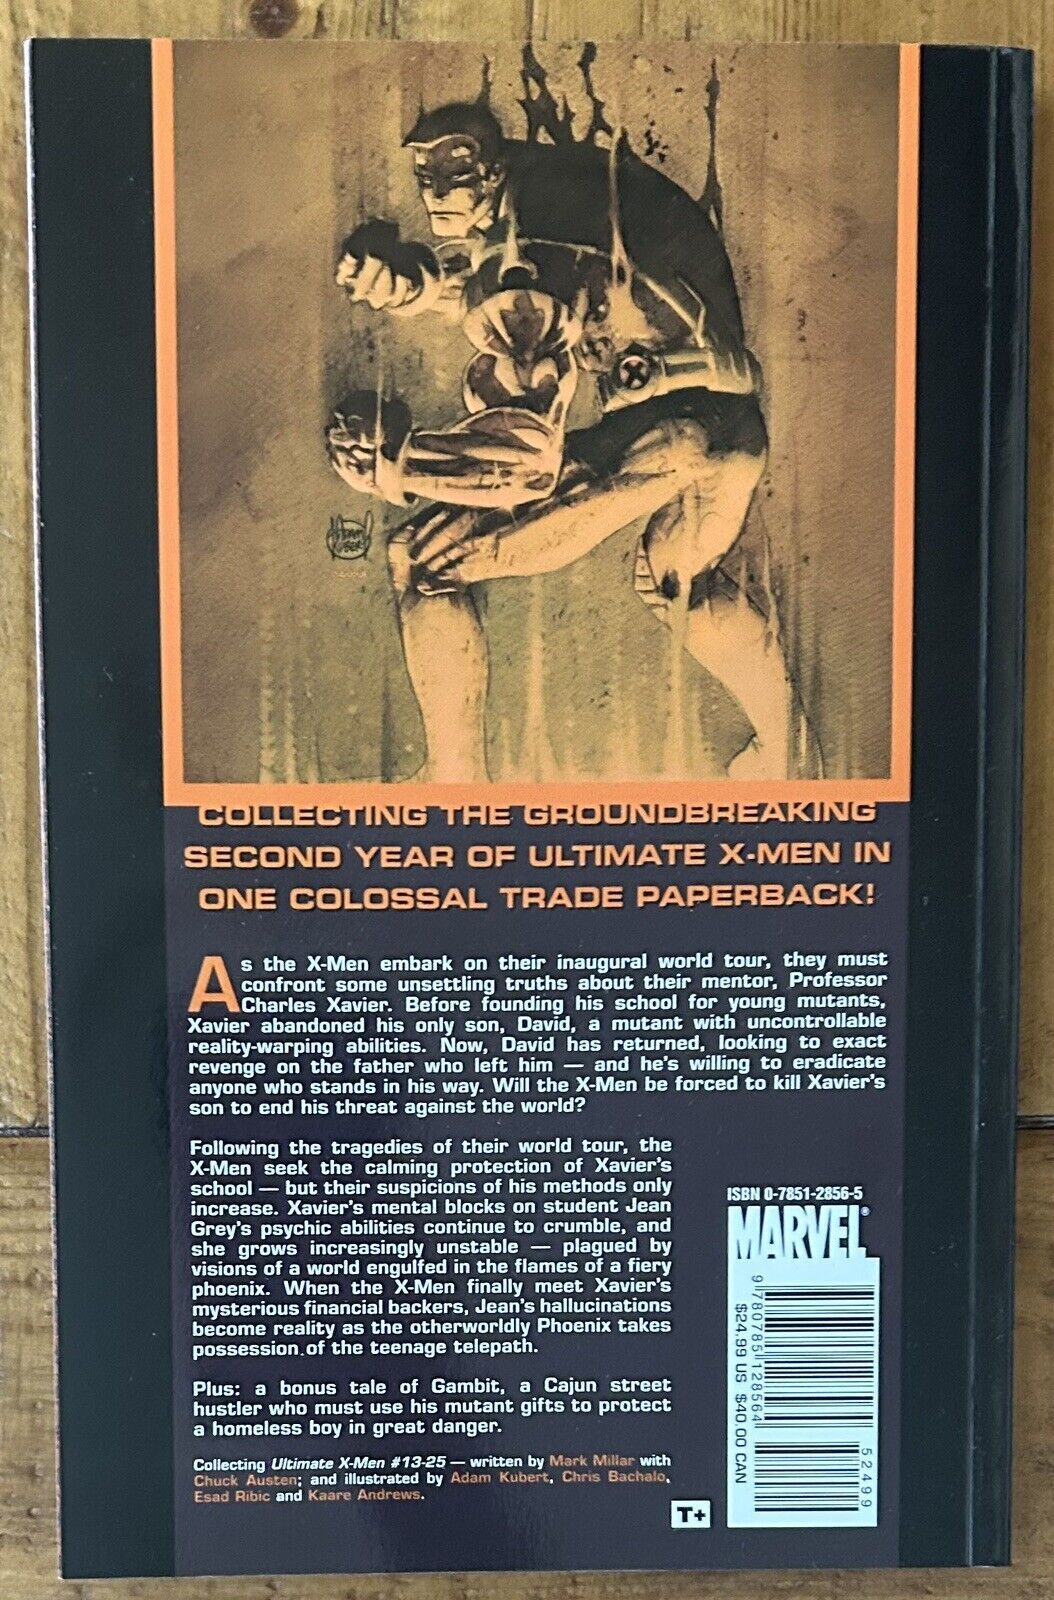 COLLECTING THE GROUNDBREAKING
SECOND YEAR OF ULTIMATE X-MEN IN
ONE COLOSSAL TRADE PAPERBACK!
As the X-Men embark on their inaugural world tour, they must
confront some unsettling truths about their mentor, Professor
Charles Xavier. Before founding his school for young mutants,
Xavier abandoned his only son, David, a mutant with uncontrollable
reality-warping abilities. Now, David has returned, looking to exact
revenge on the father who left him — and he's willing to eradicate
anyone who stands in his way. Will the X-Men be forced to kill Xavier's
son to end his threat against the world?
Following the tragedies of their world tour, the
X-Men seek the calming protection of Xavier's
school — but their suspicions of his methods only
increase. Xavier's mental blocks on student Jean
Grey's psychic abilities continue to crumble, and
she grows increasingly unstable — plagued by
visions of a world engulfed in the flames of a fiery
phoenix. When the X-Men finally meet Xavier's
mysterious financial backers, Jean's hallucinations
become reality as the otherworldly Phoenix takes
possession of the teenage telepath.
Plus: a bonus tale of Gambit, a Cajun street
hustler who must use his mutant gifts to protect
a homeless boy in great danger.
Collecting Ultimate X-Men #13-25 — written by Mark Millar with
Chuck Austen; and illustrated by Adam Kubert, Chris Bachalo,
Esad Ribic and Kaare Andrews.
T+
ISBN 0-7851-2856-5
MARVEL®
9 780785 128564
$24.99 US $40.00 CAN
52499